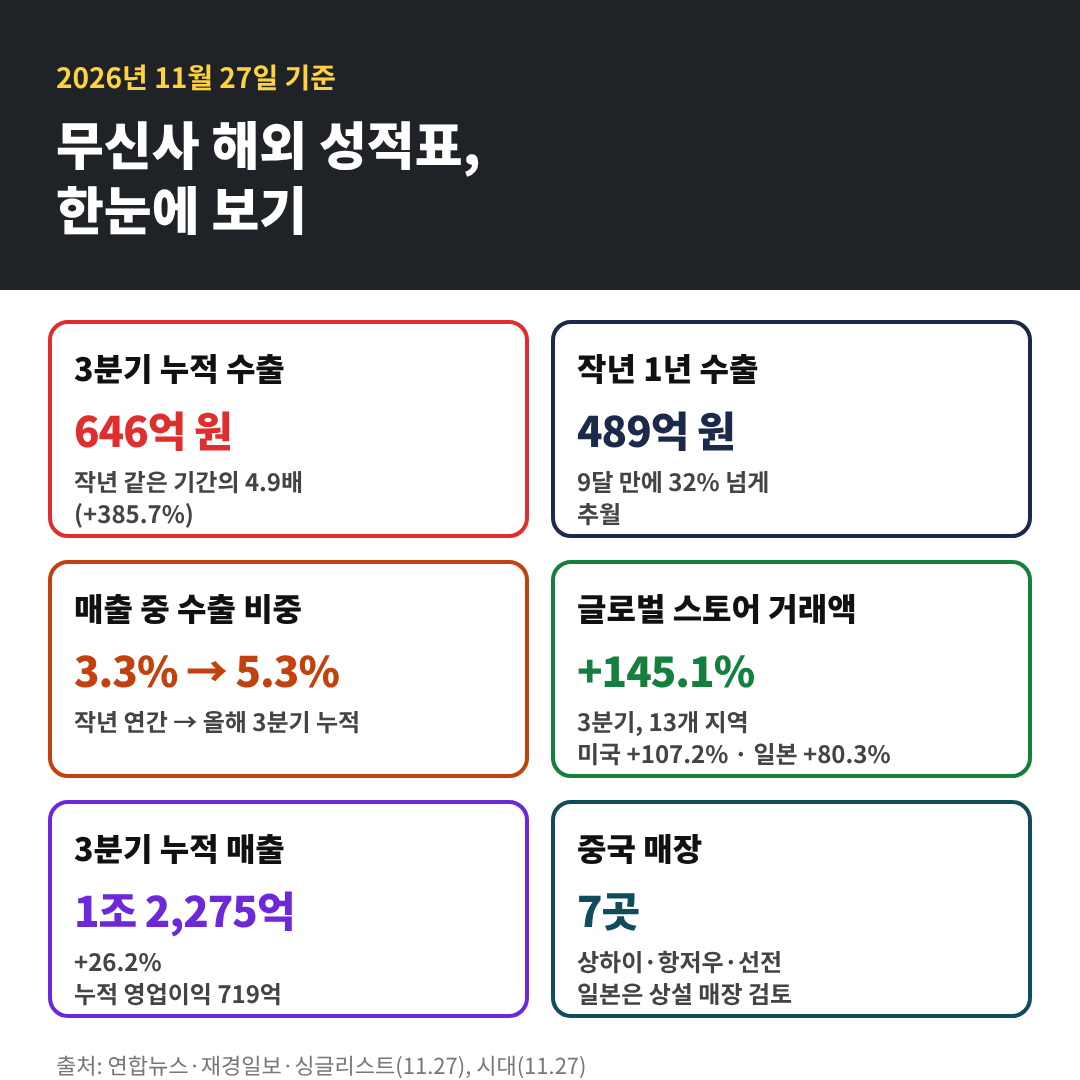 2026년 11월 27일 기준
무신사 해외 성적표,
한눈에 보기
3분기 누적 수출
646억 원
작년 같은 기간의 4.9배
(+385.7%)
작년 1년 수출
489억 원
9달 만에 32% 넘게
추월
매출 중 수출 비중
3.3% → 5.3%
작년 연간 → 올해 3분기 누적
글로벌 스토어 거래액
+145.1%
3분기, 13개 지역
미국 +107.2% · 일본 +80.3%
3분기 누적 매출
1조 2,275억
+26.2%
누적 영업이익 719억
중국 매장
7곳
상하이·항저우·선전
일본은 상설 매장 검토
출처: 연합뉴스·재경일보·싱글리스트(11.27), 시대(11.27)